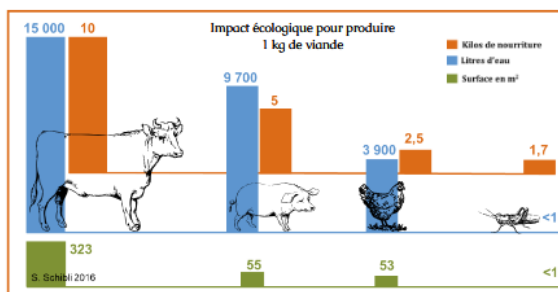 Impact écologique pour produire
1 kg de viande
Kilos de nourriture
Litres d'eau
Surface en m²
15 000
10
9 700
5
3 900
2,5
1,7
<1
323
55
53
<1
S. Schibli 2016